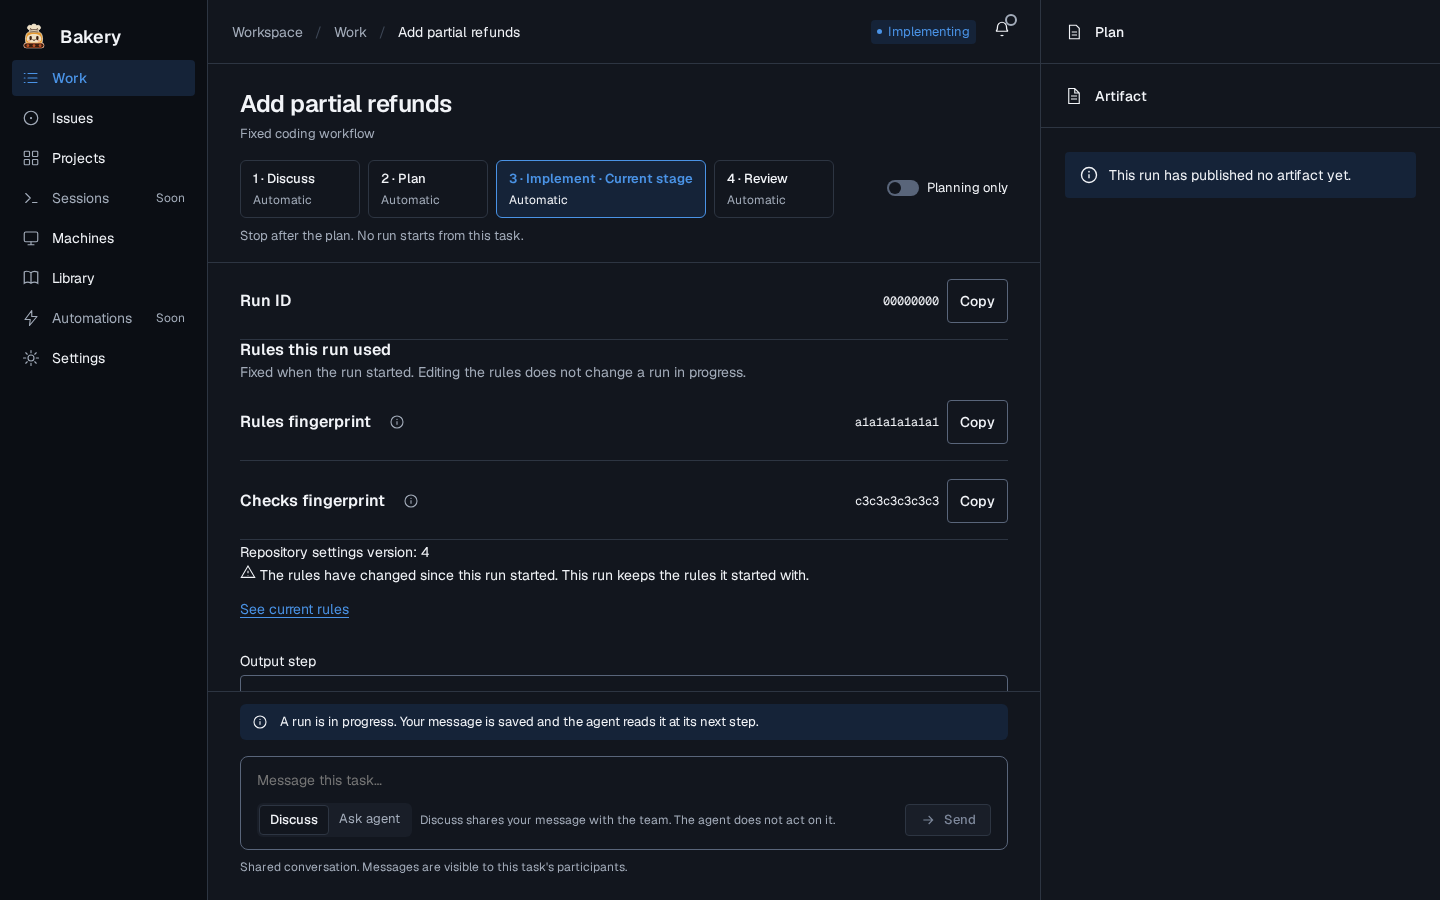 Bakery
Work
Issues
Projects
Sessions Soon
Machines
Library
Automations Soon
Settings
Workspace / Work / Add partial refunds
Implementing
Add partial refunds
Fixed coding workflow
1 · Discuss
Automatic
2 · Plan
Automatic
3 · Implement · Current stage
Automatic
4 · Review
Automatic
Planning only
Stop after the plan. No run starts from this task.
Run ID 00000000 Copy
Rules this run used
Fixed when the run started. Editing the rules does not change a run in progress.
Rules fingerprint a1a1a1a1a1a1 Copy
Checks fingerprint c3c3c3c3c3c3 Copy
Repository settings version: 4
The rules have changed since this run started. This run keeps the rules it started with.
See current rules
Output step
A run is in progress. Your message is saved and the agent reads it at its next step.
Message this task...
Discuss Ask agent Discuss shares your message with the team. The agent does not act on it. Send
Shared conversation. Messages are visible to this task's participants.
Plan
Artifact
This run has published no artifact yet.